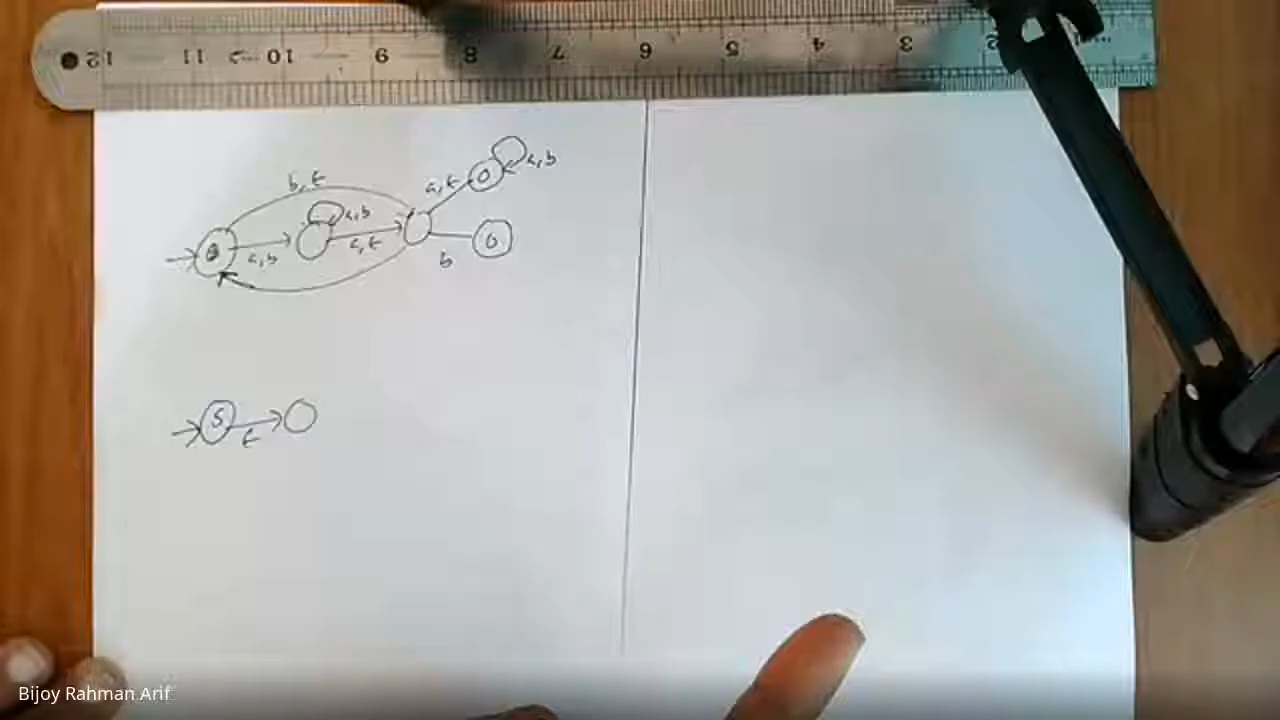 12 11 10 9 8 7 6 5 4 3 2
a,b
b,ε a,ε
a,b
a,b a,ε
b
S
ε
Bijoy Rahman Arif